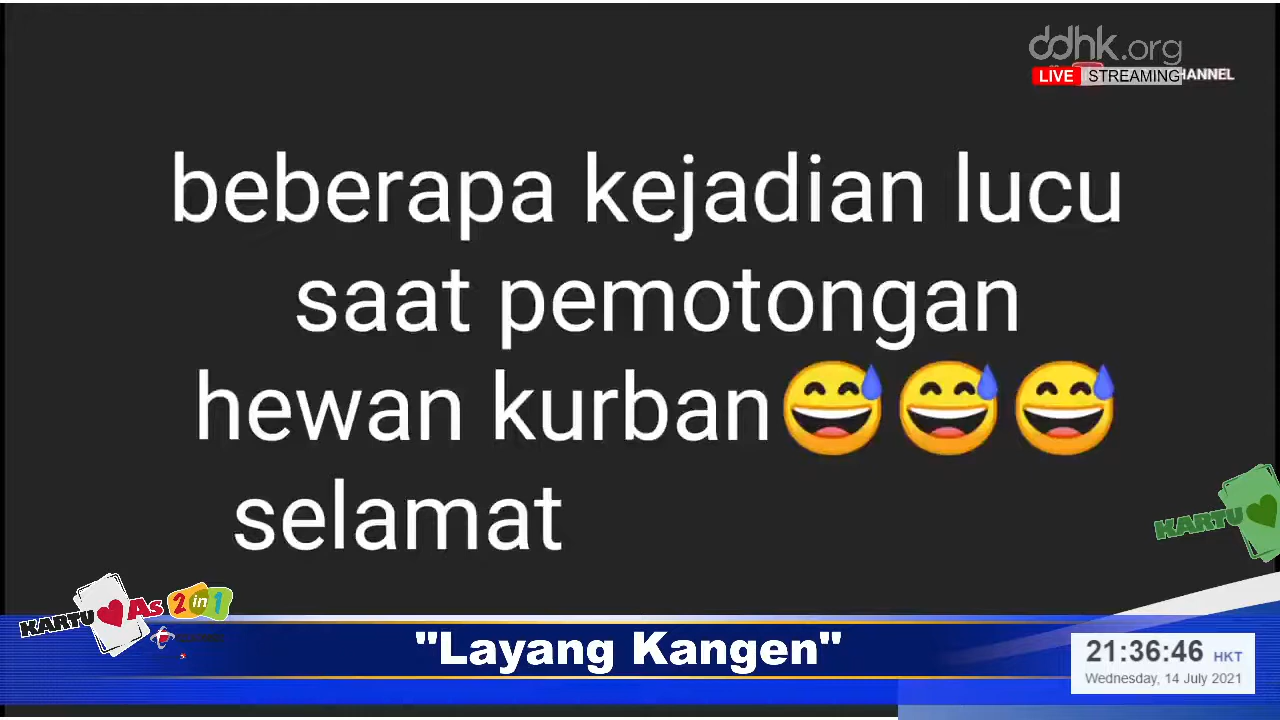 ddhk.org
LIVE STREAMING HANNEL
beberapa kejadian lucu
saat pemotongan
hewan kurban😅😅😅
selamat
KARTU
KARTU As 2in1
"Layang Kangen"
21:36:46 HKT
Wednesday, 14 July 2021